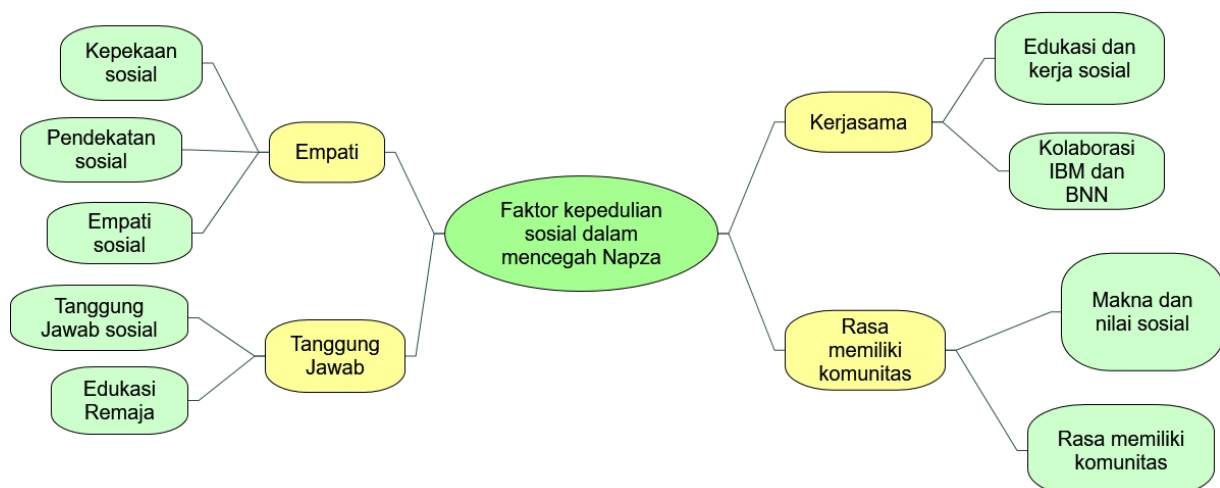 Kepekaan
sosial
Pendekatan
sosial
Empati
sosial
Empati
Tanggung
Jawab sosial
Edukasi
Remaja
Tanggung
Jawab
Faktor kepedulian
sosial dalam
mencegah Napza
Kerjasama
Edukasi dan
kerja sosial
Kolaborasi
IBM dan
BNN
Rasa
memiliki
komunitas
Makna dan
nilai sosial
Rasa memiliki
komunitas